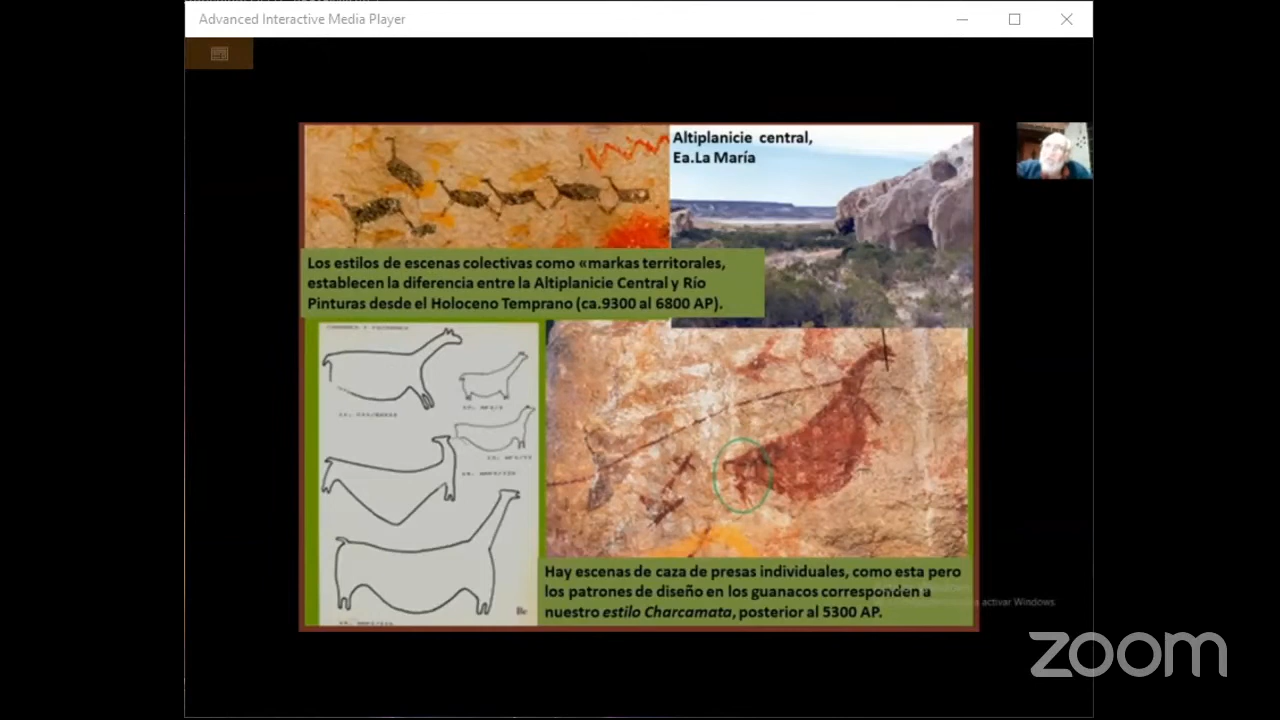 Advanced Interactive Media Player
Altiplanicie central,
Ea.La María
Los estilos de escenas colectivas como «markas territorales,
establecen la diferencia entre la Altiplanicie Central y Río
Pinturas desde el Holoceno Temprano (ca.9300 al 6800 AP).
Hay escenas de caza de presas individuales, como esta pero
los patrones de diseño en los guanacos corresponden a
nuestro estilo Charcamata, posterior al 5300 AP.
activar Windows.
zoom